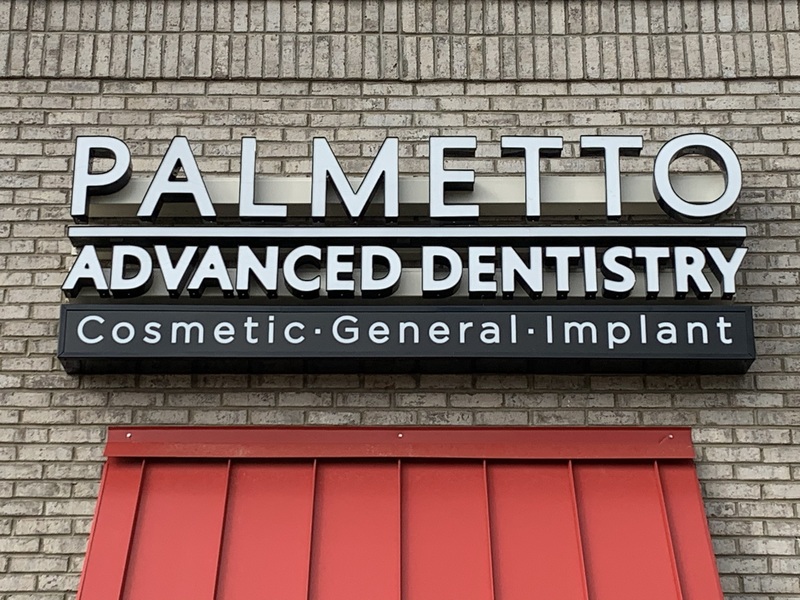 PALMETTO
ADVANCED DENTISTRY
Cosmetic·General·Implant